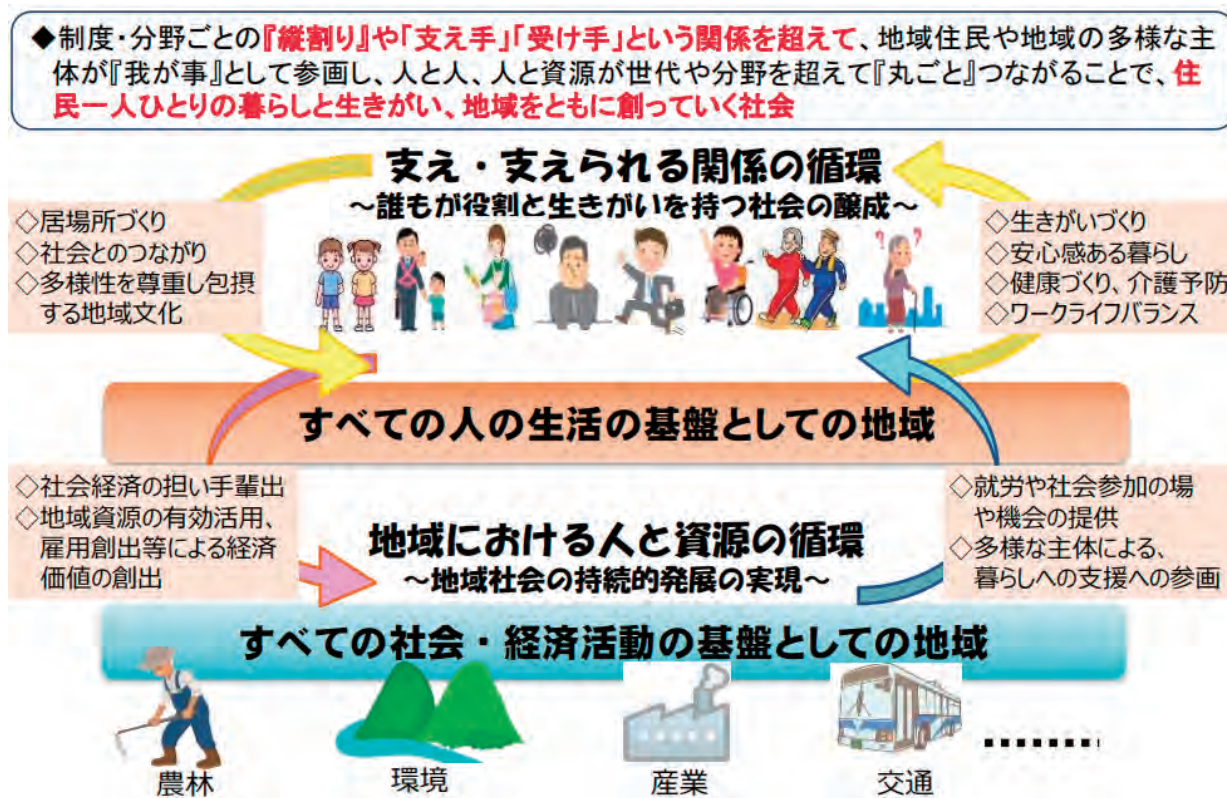 ◆制度・分野ごとの『縦割り』や「支え手」「受け手」という関係を超えて、地域住民や地域の多様な主
体が『我が事』として参画し、人と人、人と資源が世代や分野を超えて『丸ごと』つながることで、住
民一人ひとりの暮らしと生きがい、地域をともに創っていく社会
支え・支えられる関係の循環
～誰もが役割と生きがいを持つ社会の醸成～
◇居場所づくり
◇社会とのつながり
◇多様性を尊重し包摂
する地域文化
◇生きがいづくり
◇安心感ある暮らし
◇健康づくり、介護予防
◇ワークライフバランス
すべての人の生活の基盤としての地域
◇社会経済の担い手輩出
◇地域資源の有効活用、
雇用創出等による経済
価値の創出
地域における人と資源の循環
～地域社会の持続的発展の実現～
◇就労や社会参加の場
や機会の提供
◇多様な主体による、
暮らしへの支援への参画
すべての社会・経済活動の基盤としての地域
農林
環境
産業
交通